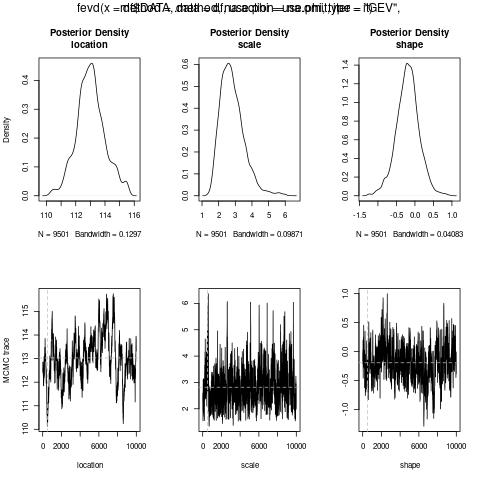 fevd(x =
"GEV",
Posterior Density
location
Posterior Density
scale
Posterior Density
shape
Density
0.0 0.1 0.2 0.3 0.4
0.0 0.1 0.2 0.3 0.4 0.5 0.6
0.0 0.2 0.4 0.6 0.8 1.0 1.2 1.4
110 112 114 116
1 2 3 4 5 6
-1.5 -0.5 0.0 0.5 1.0
N = 9501 Bandwidth = 0.1297
N = 9501 Bandwidth = 0.09871
N = 9501 Bandwidth = 0.04083
MCMC trace
110 111 112 113 114 115
2 3 4 5 6
-1.0 -0.5 0.0 0.5 1.0
0 2000 6000 10000
0 2000 6000 10000
0 2000 6000 10000
location
scale
shape